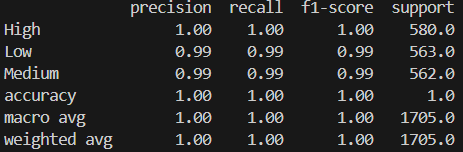 precision recall f1-score support
High 1.00 1.00 1.00 580.0
Low 0.99 0.99 0.99 563.0
Medium 0.99 0.99 0.99 562.0
accuracy 1.00 1.00 1.00 1.0
macro avg 1.00 1.00 1.00 1705.0
weighted avg 1.00 1.00 1.00 1705.0